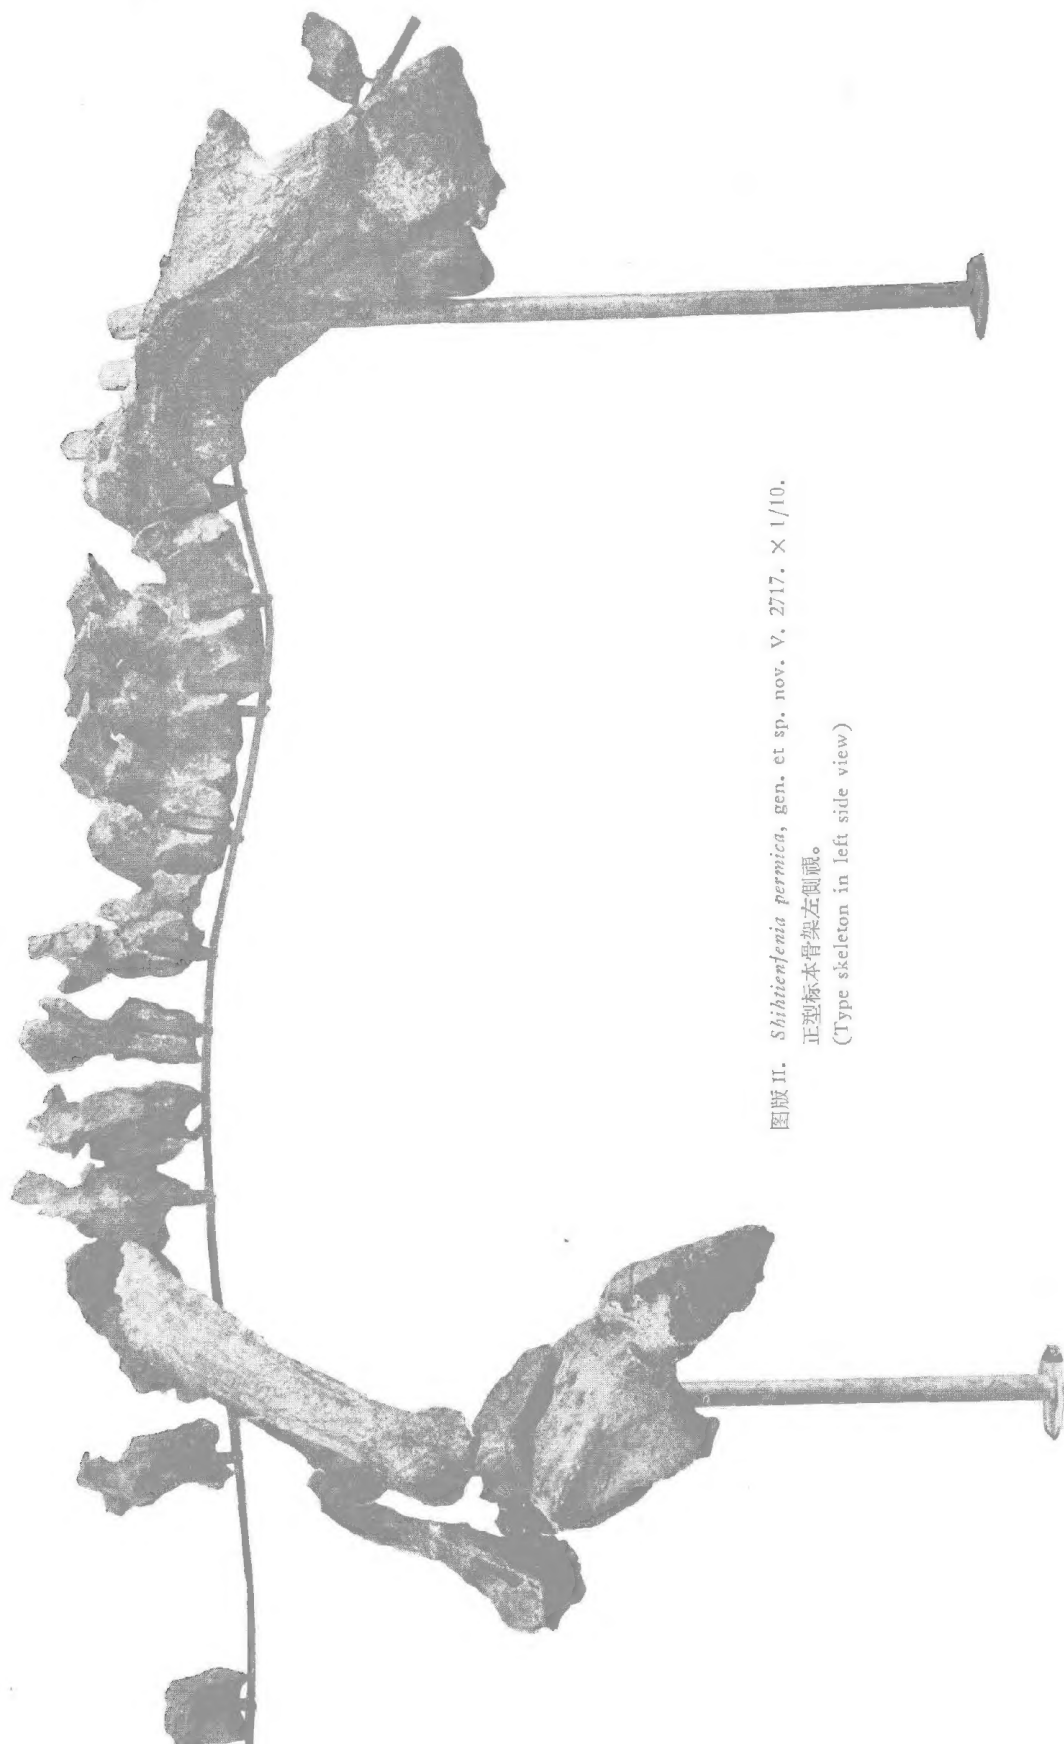 图版 II. Shihtienfenia permica, gen. et sp. nov. V. 2717. × 1/10.
正型标本骨架左侧视。
(Type skeleton in left side view)